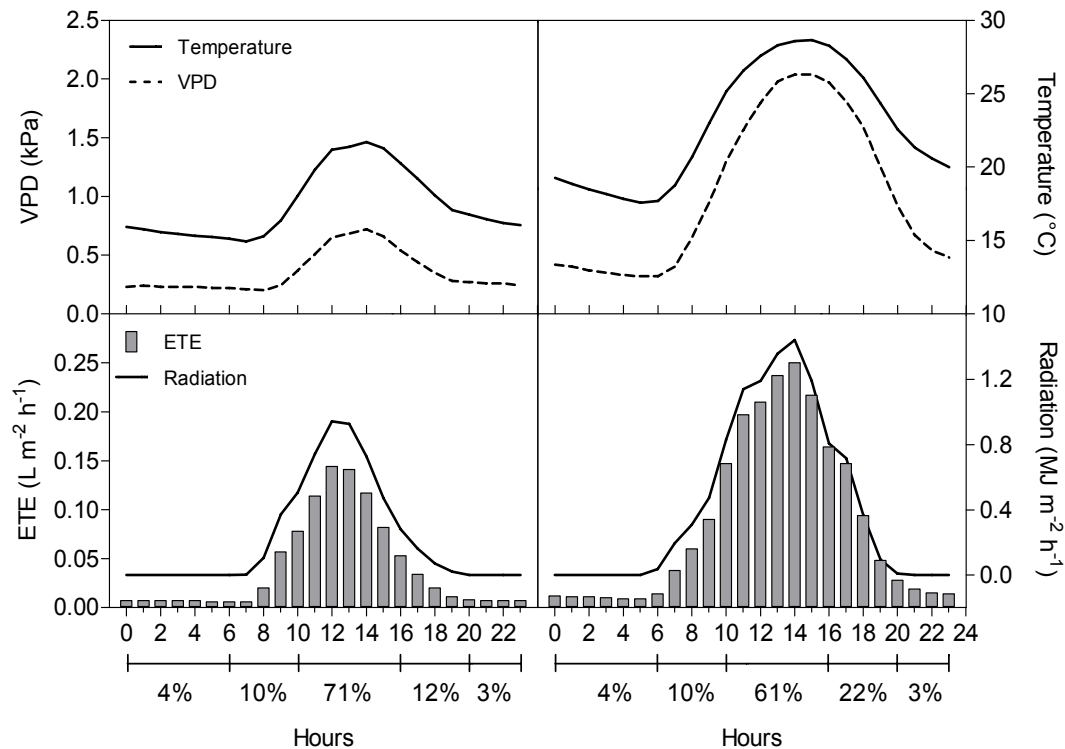 Temperature
VPD
VPD (kPa)
2.5
2.0
1.5
1.0
0.5
0.0
30
25
20
15
10
Temperature (°C)
ETE
Radiation
ETE (L m⁻² h⁻¹)
0.25
0.20
0.15
0.10
0.05
0.00
1.2
0.8
0.4
0.0
Radiation (MJ m⁻² h⁻¹)
0 2 4 6 8 10 12 14 16 18 20 22 0 2 4 6 8 10 12 14 16 18 20 22 24
4% 10% 71% 12% 3% 4% 10% 61% 22% 3%
Hours Hours